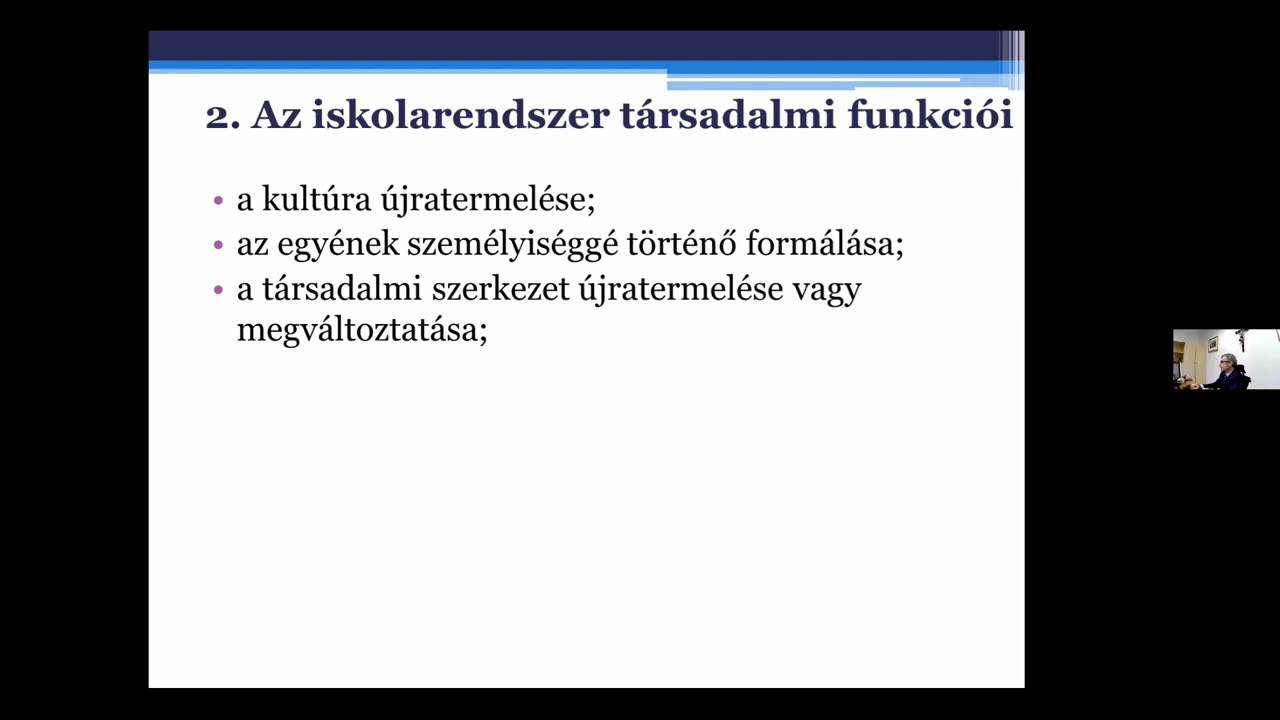 2. Az iskolarendszer társadalmi funkciói
• a kultúra újratermelése;
• az egyének személyiséggé történő formálása;
• a társadalmi szerkezet újratermelése vagy
megváltoztatása;